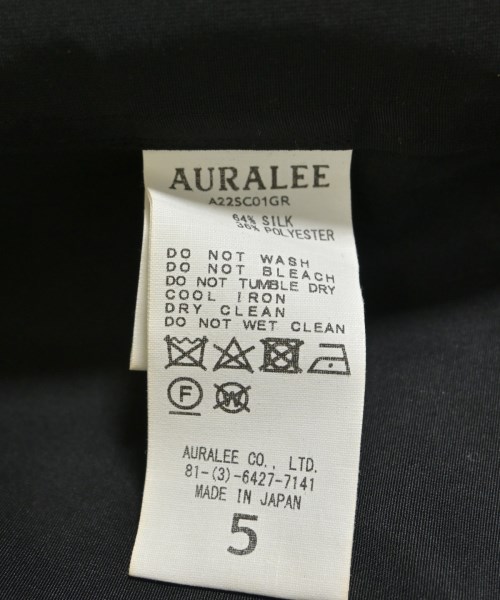 AURALEE
A22SC01GR
64% SILK
36% POLYESTER
DO NOT WASH
DO NOT BLEACH
DO NOT TUMBLE DRY
COOL IRON
DRY CLEAN
DO NOT WET CLEAN
F W
AURALEE CO., LTD.
81-(3)-6427-7141
MADE IN JAPAN
5